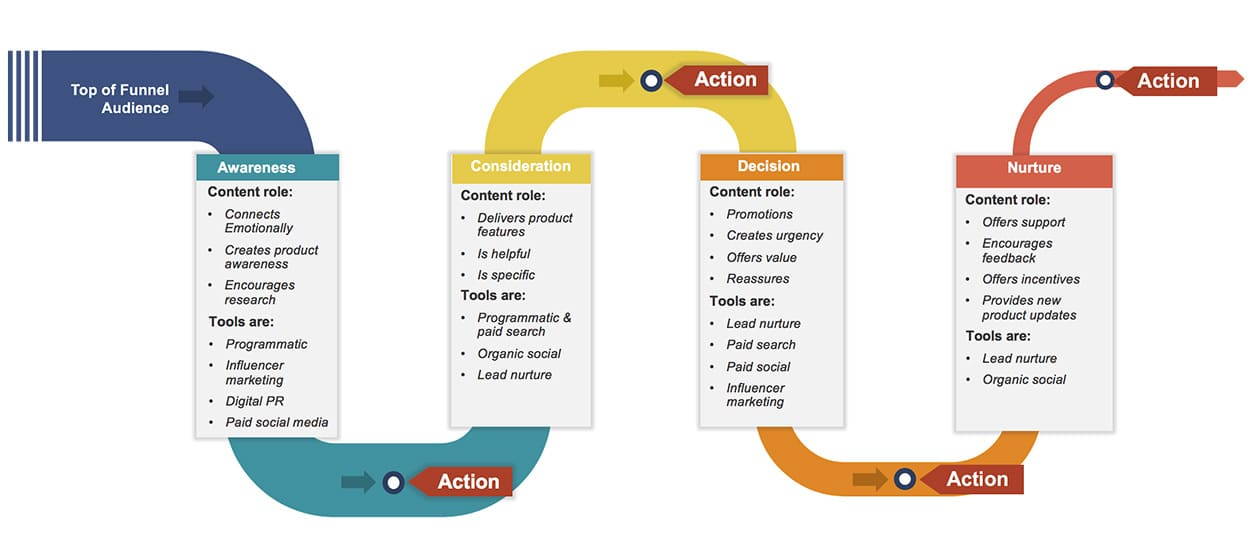 Top of Funnel
Audience
Awareness
Content role:
• Connects
Emotionally
• Creates product
awareness
• Encourages
research
Tools are:
• Programmatic
• Influencer
marketing
• Digital PR
• Paid social media
Action
Consideration
Content role:
• Delivers product
features
• Is helpful
• Is specific
Tools are:
• Programmatic &
paid search
• Organic social
• Lead nurture
Action
Decision
Content role:
• Promotions
• Creates urgency
• Offers value
• Reassures
Tools are:
• Lead nurture
• Paid search
• Paid social
• Influencer
marketing
Action
Nurture
Content role:
• Offers support
• Encourages
feedback
• Offers incentives
• Provides new
product updates
Tools are:
• Lead nurture
• Organic social
Action